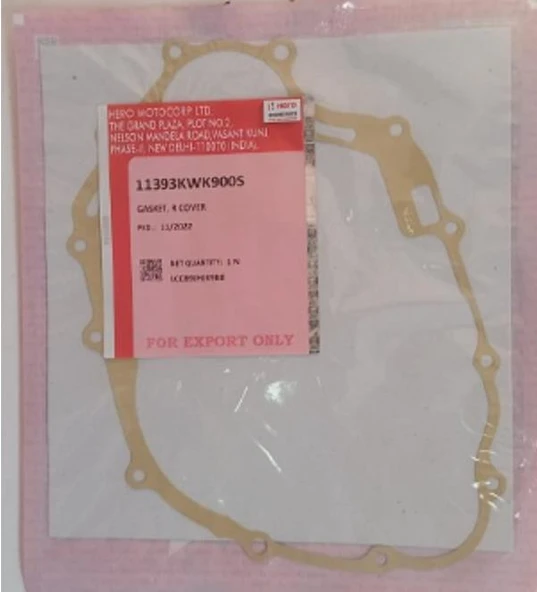 HERO MOTOCORP LTD.
THE GRAND PLAZA, PLOT NO.2,
NELSON MANDELA ROAD, VASANT KUNJ
PHASE-II, NEW DELHI-110070 (INDIA).
Hero
11393KWK900S
GASKET, R COVER
PKD.: 11/2022
NET QUANTITY: 1 N
FOR EXPORT ONLY